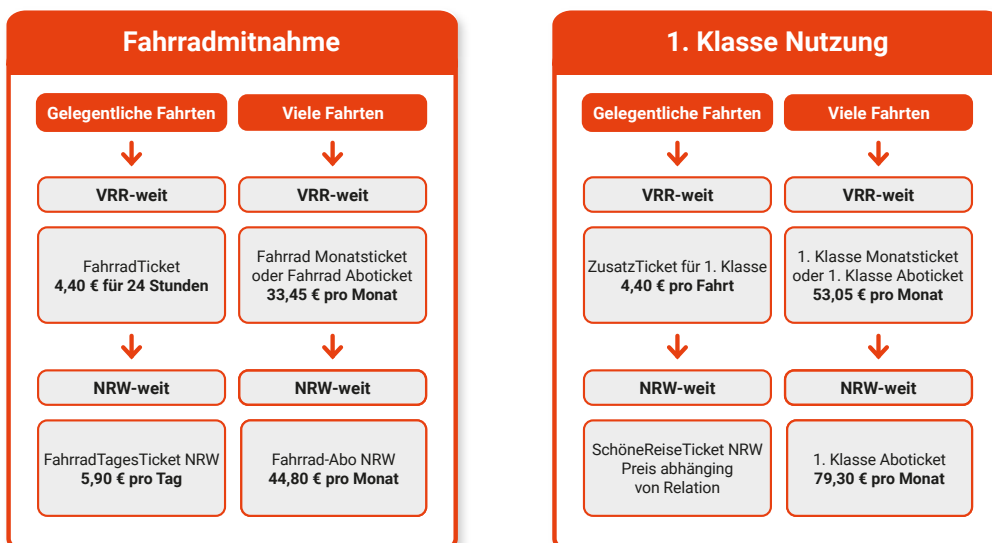 Fahrradmitnahme
Gelegentliche Fahrten
Viele Fahrten
VRR-weit
VRR-weit
FahrradTicket
4,40 € für 24 Stunden
Fahrrad Monatsticket
oder Fahrrad Aboticket
33,45 € pro Monat
NRW-weit
NRW-weit
FahrradTagesTicket NRW
5,90 € pro Tag
Fahrrad-Abo NRW
44,80 € pro Monat
1. Klasse Nutzung
Gelegentliche Fahrten
Viele Fahrten
VRR-weit
VRR-weit
ZusatzTicket für 1. Klasse
4,40 € pro Fahrt
1. Klasse Monatsticket
oder 1. Klasse Aboticket
53,05 € pro Monat
NRW-weit
NRW-weit
SchöneReiseTicket NRW
Preis abhänging
von Relation
1. Klasse Aboticket
79,30 € pro Monat